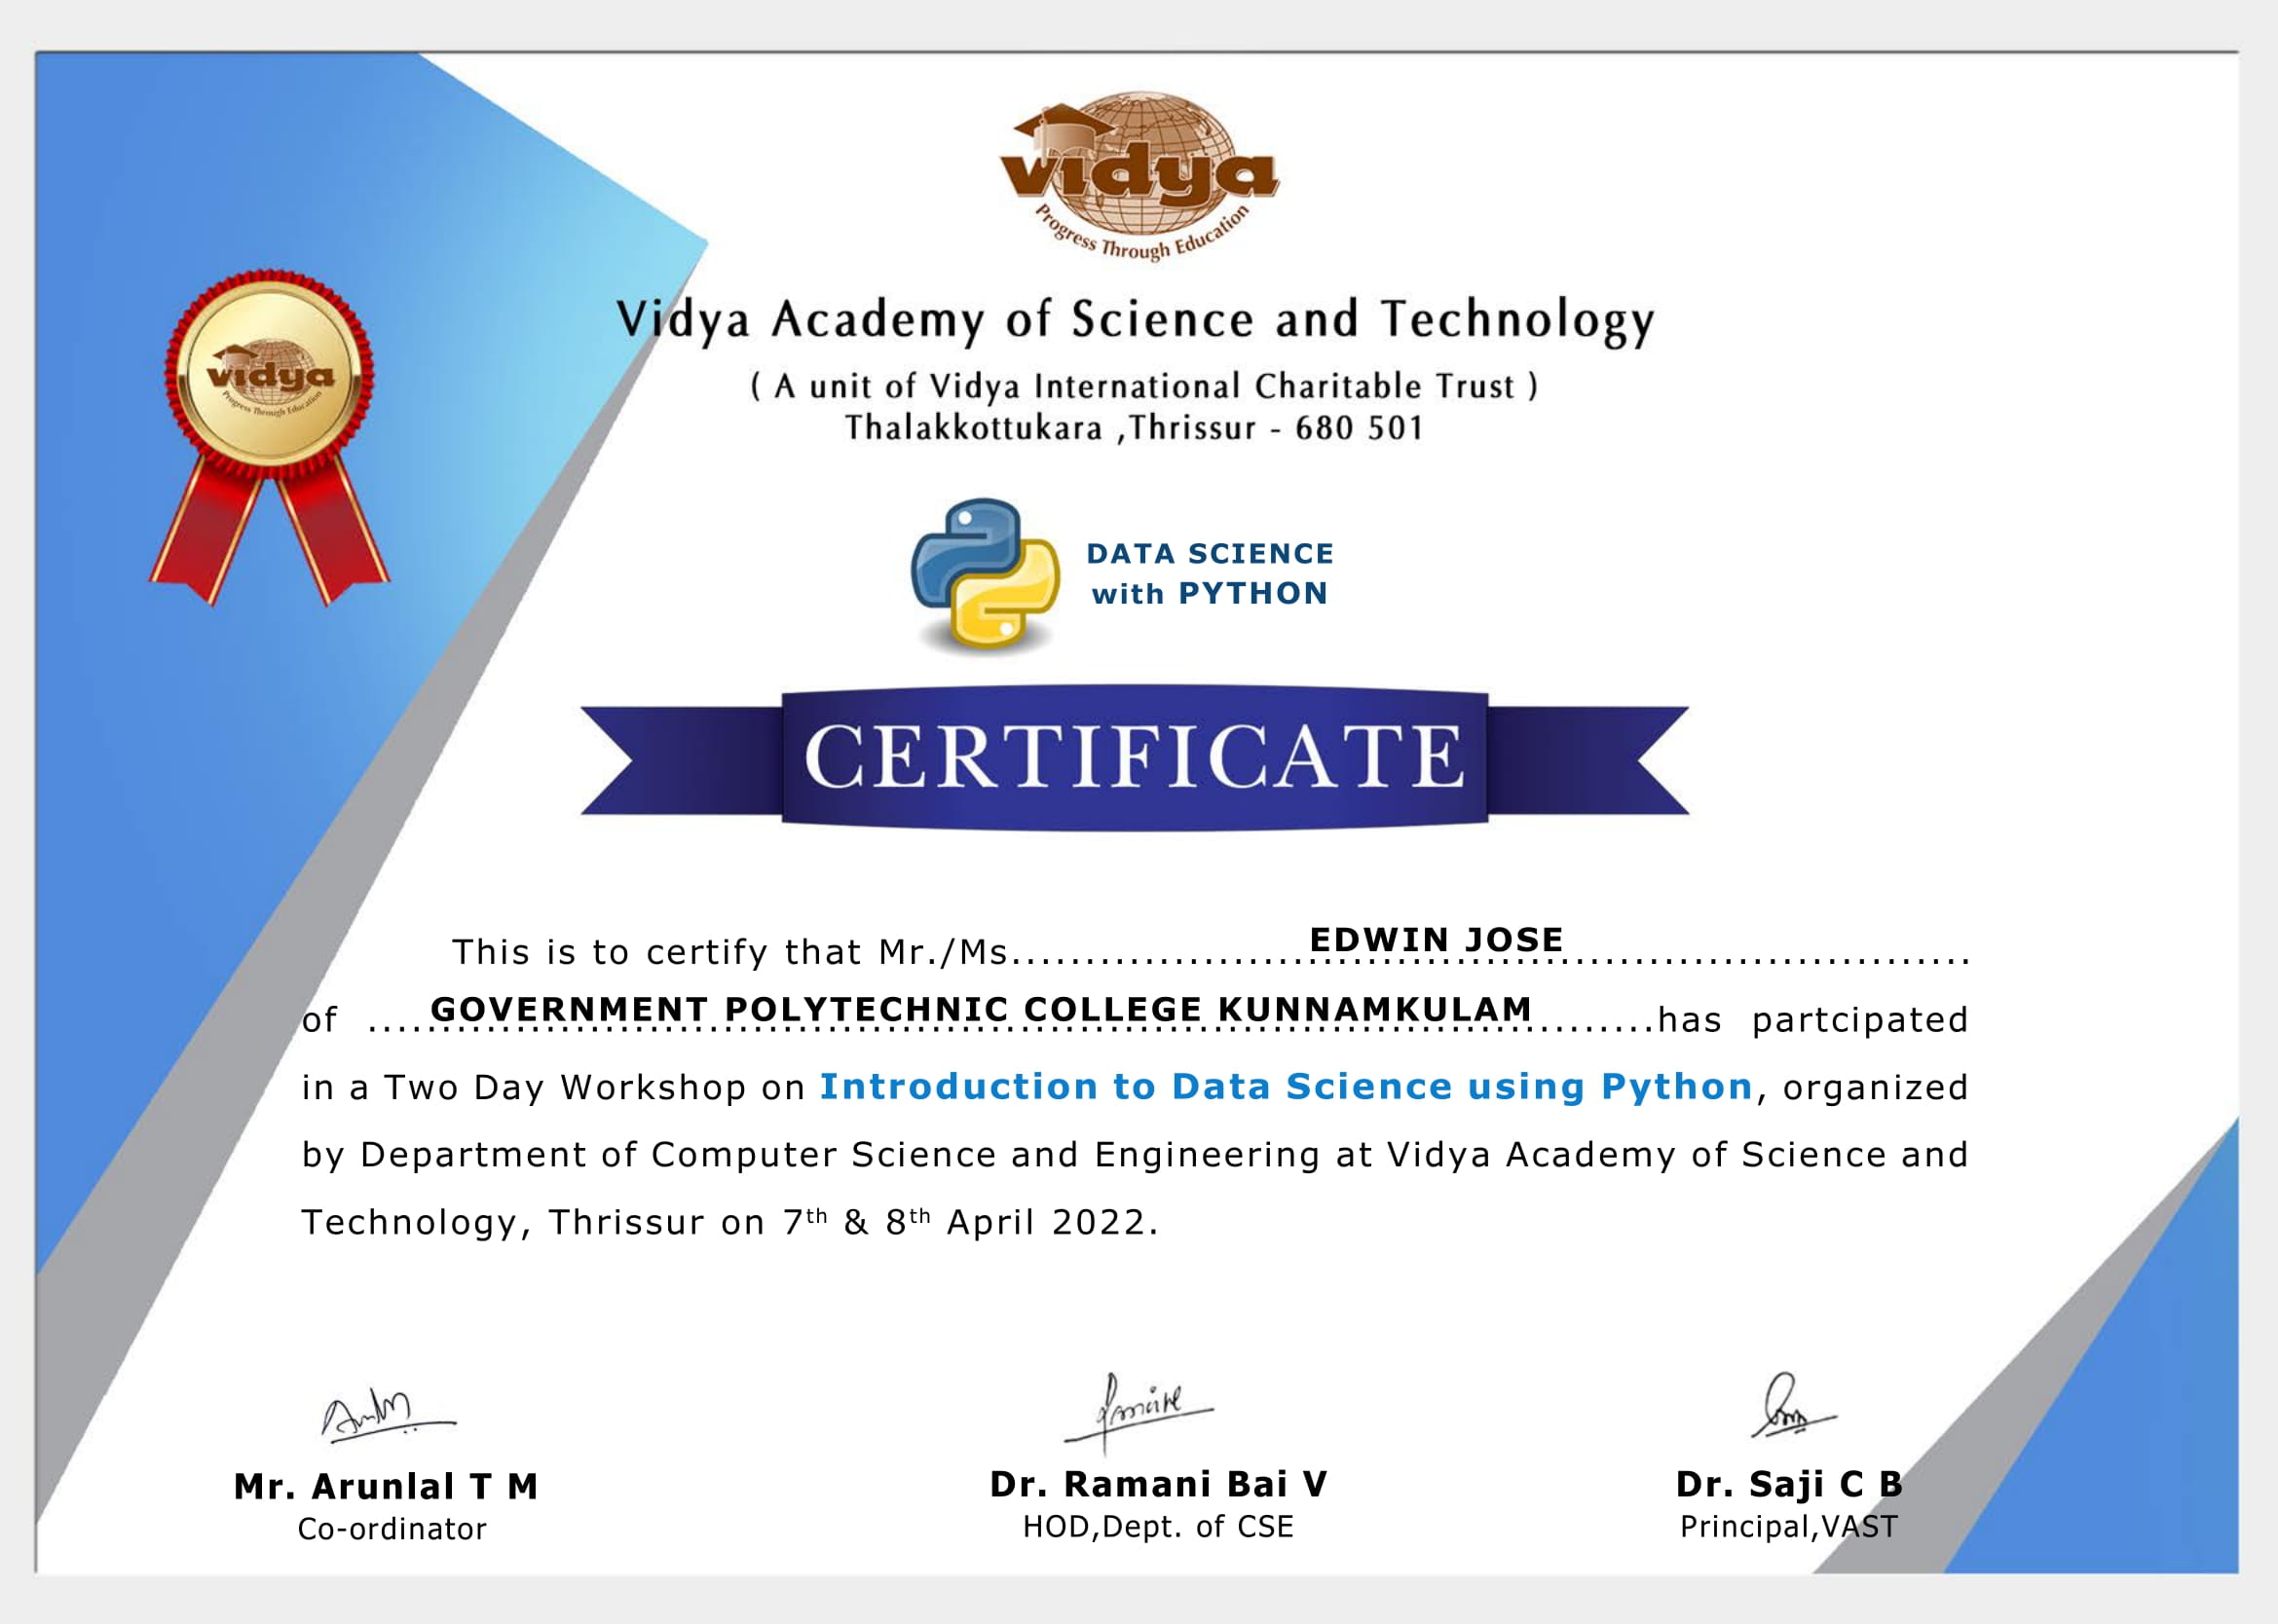 vidya
Progress Through Education
Vidya Academy of Science and Technology
( A unit of Vidya International Charitable Trust )
Thalakkottukara ,Thrissur - 680 501
vidya
Progress Through Education
DATA SCIENCE
with PYTHON
CERTIFICATE
This is to certify that Mr./Ms. EDWIN JOSE
of GOVERNMENT POLYTECHNIC COLLEGE KUNNAMKULAM has partcipated
in a Two Day Workshop on Introduction to Data Science using Python, organized
by Department of Computer Science and Engineering at Vidya Academy of Science and
Technology, Thrissur on 7th & 8th April 2022.
Mr. Arunlal T M
Co-ordinator
Dr. Ramani Bai V
HOD,Dept. of CSE
Dr. Saji C B
Principal,VAST